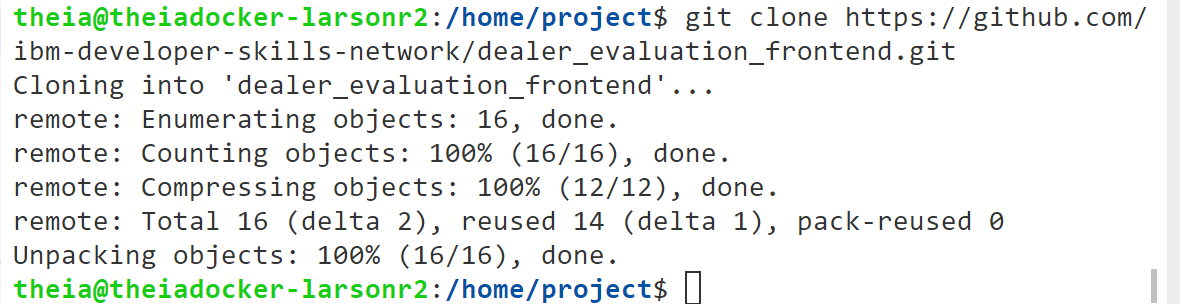 theia@theiadocker-larsonr2:/home/project$ git clone https://github.com/
ibm-developer-skills-network/dealer_evaluation_frontend.git
Cloning into 'dealer_evaluation_frontend'...
remote: Enumerating objects: 16, done.
remote: Counting objects: 100% (16/16), done.
remote: Compressing objects: 100% (12/12), done.
remote: Total 16 (delta 2), reused 14 (delta 1), pack-reused 0
Unpacking objects: 100% (16/16), done.
theia@theiadocker-larsonr2:/home/project$